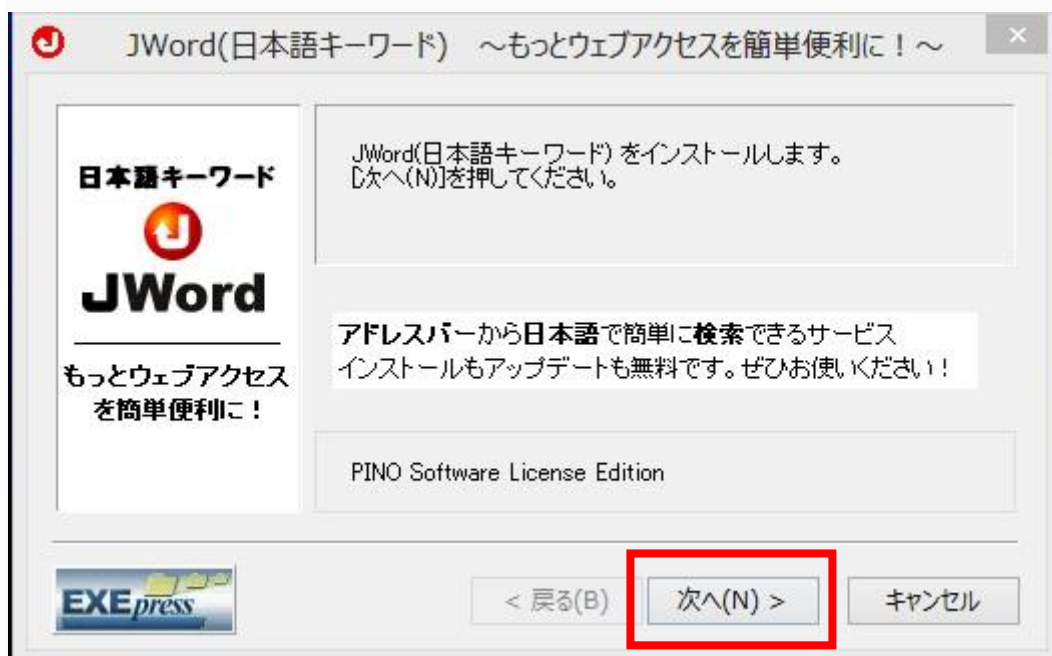 JWord(日本語キーワード) ～もっとウェブアクセスを簡単便利に！～
日本語キーワード
JWord
もっとウェブアクセス
を簡単便利に！
JWord(日本語キーワード) をインストールします。
[次へ(N)]を押してください。
アドレスバーから日本語で簡単に検索できるサービス
インストールもアップデートも無料です。ぜひお使いください！
PINO Software License Edition
EXEpress
< 戻る(B)
次へ(N) >
キャンセル